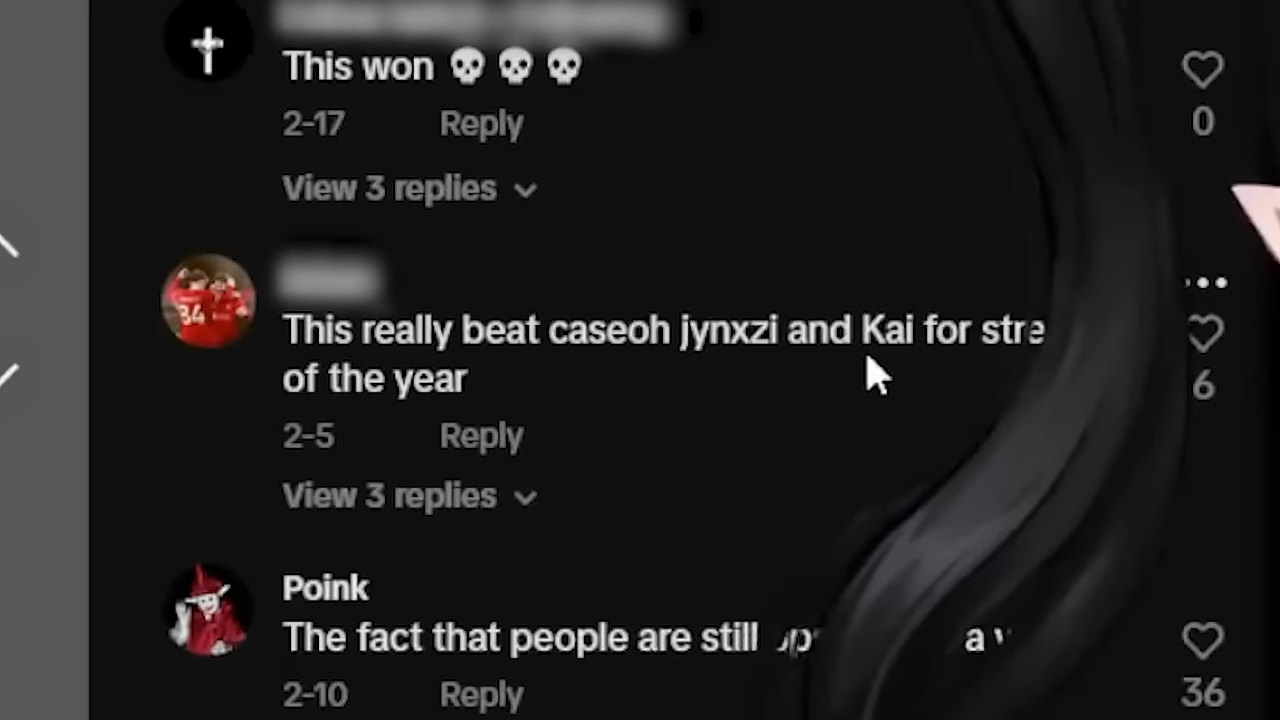 This won 💀 💀 💀
0
2-17 Reply
View 3 replies
34
This really beat caseoh jynxzi and Kai for
of the year
6
2-5 Reply
View 3 replies
Poink
The fact that people are still
36
2-10 Reply